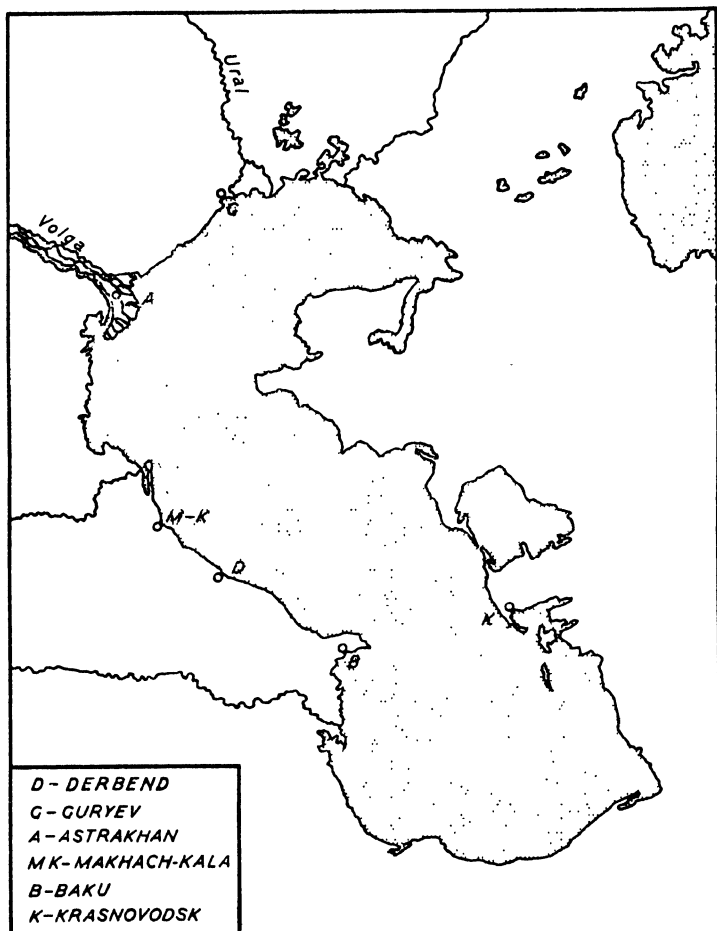 Ural
G
Volga
A
M-K
D
K
B
D-DERBEND
G-GURYEV
A-ASTRAKHAN
MK-MAKHACH-KALA
B-BAKU
K-KRASNOVODSK